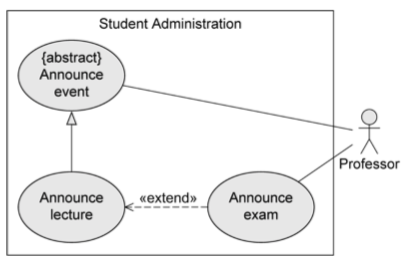 Student Administration
{abstract}
Announce
event
Professor
Announce
lecture
«extend»
Announce
exam